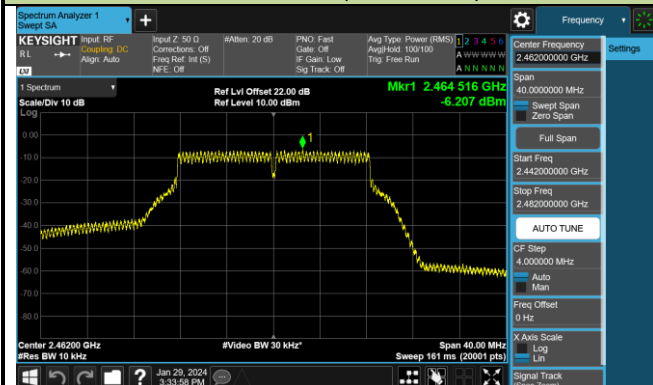 Spectrum Analyzer 1
Swept SA
+
Frequency
KEYSIGHT
Input: RF
Coupling: DC
Align: Auto
Input Z: 50 Ω
Corrections: Off
Freq Ref: Int (S)
NFE: Off
#Atten: 20 dB
PNO: Fast
Gate: Off
IF Gain: Low
Sig Track: Off
Avg Type: Power (RMS)
Avg|Hold: 100/100
Trig: Free Run
1 2 3 4 5 6
A W W W W W
A N N N N N
R L
LXI
Center Frequency
2.462000000 GHz
Settings
Span
40.0000000 MHz
Swept Span
Zero Span
Full Span
Start Freq
2.442000000 GHz
Stop Freq
2.482000000 GHz
AUTO TUNE
CF Step
4.000000 MHz
Auto
Man
Freq Offset
0 Hz
X Axis Scale
Log
Lin
Signal Track
(Span Zoom)
1 Spectrum
Scale/Div 10 dB
Log
Ref Lvl Offset 22.00 dB
Ref Level 10.00 dBm
Mkr1 2.464 516 GHz
-6.207 dBm
1
0.00
-10.0
-20.0
-30.0
-40.0
-50.0
-60.0
-70.0
-80.0
Center 2.46200 GHz
#Res BW 10 kHz
#Video BW 30 kHz*
Span 40.00 MHz
Sweep 161 ms (20001 pts)
?
Jan 29, 2024
3:33:58 PM